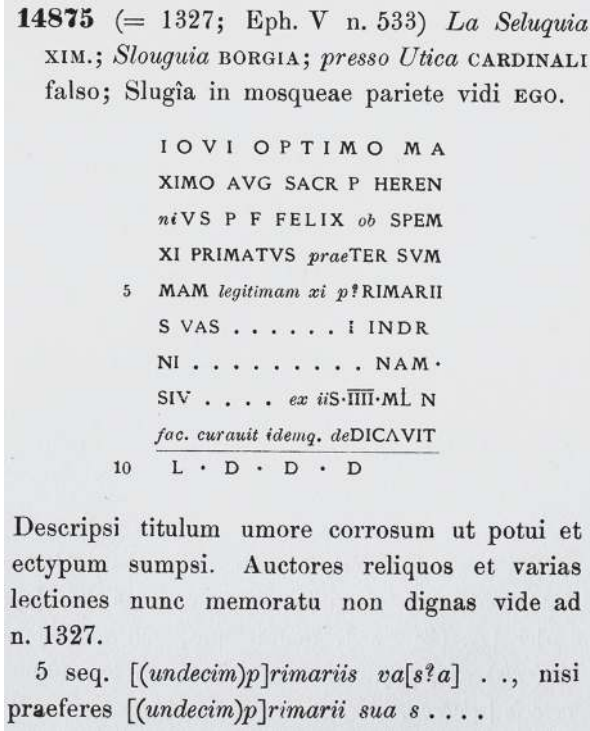 14875 (= 1327; Eph. V n. 533) La Seluquia
XIM.; Slouguia BORGIA; presso Utica CARDINALI
falso; Slugîa in mosqueae pariete vidi EGO.
IOVI OPTIMO MA
XIMO AVG SACR P HEREN
niVS P F FELIX ob SPEM
XI PRIMATVS praeTER SVM
5 MAM legitimam xi p?RIMARII
S VAS . . . . . . I INDR
NI . . . . . . . . . . NAM ·
SIV . . . . ex iiS·I̅I̅I̅I̅·ML N
fac. curauit idemq. deDICAVIT
10 L · D · D · D
Descripsi titulum umore corrosum ut potui et
ectypum sumpsi. Auctores reliquos et varias
lectiones nunc memoratu non dignas vide ad
n. 1327.
5 seq. [(undecim)p]rimariis va[s?a] . ., nisi
praeferes [(undecim)p]rimarii sua s . . . .